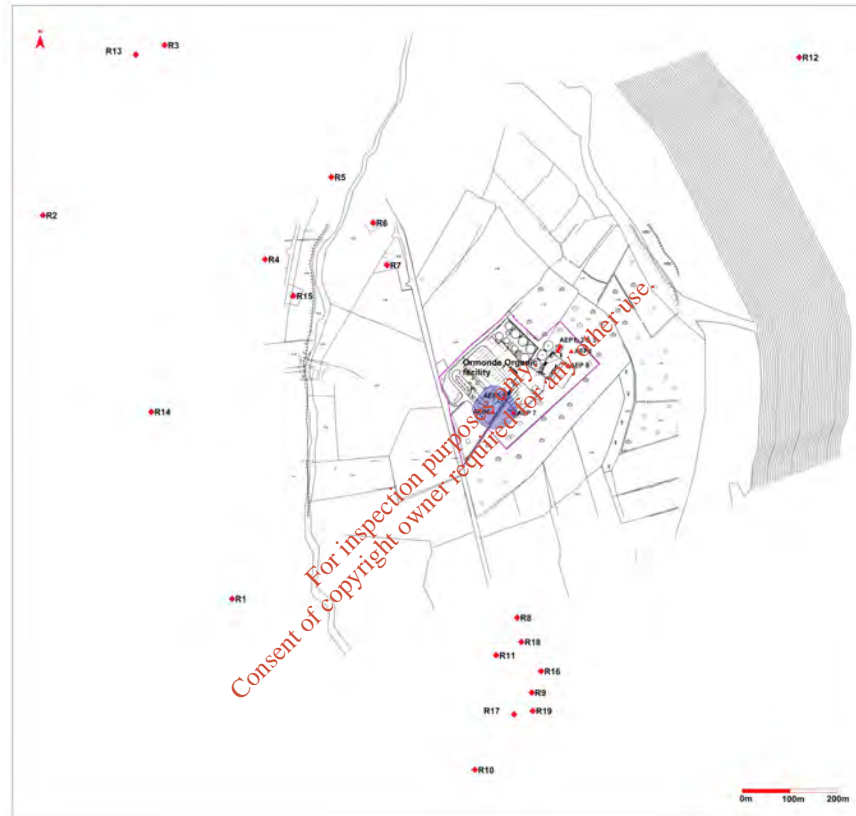 N
R13
R3
R12
R5
R2
R6
R4
R7
R15
Ormonde Organic
facility
AEP 7
R14
R1
R8
R18
R11
R16
R9
R17
R19
R10
0m 100m 200m
For inspection purposes only.
Consent of copyright owner required for any other use.